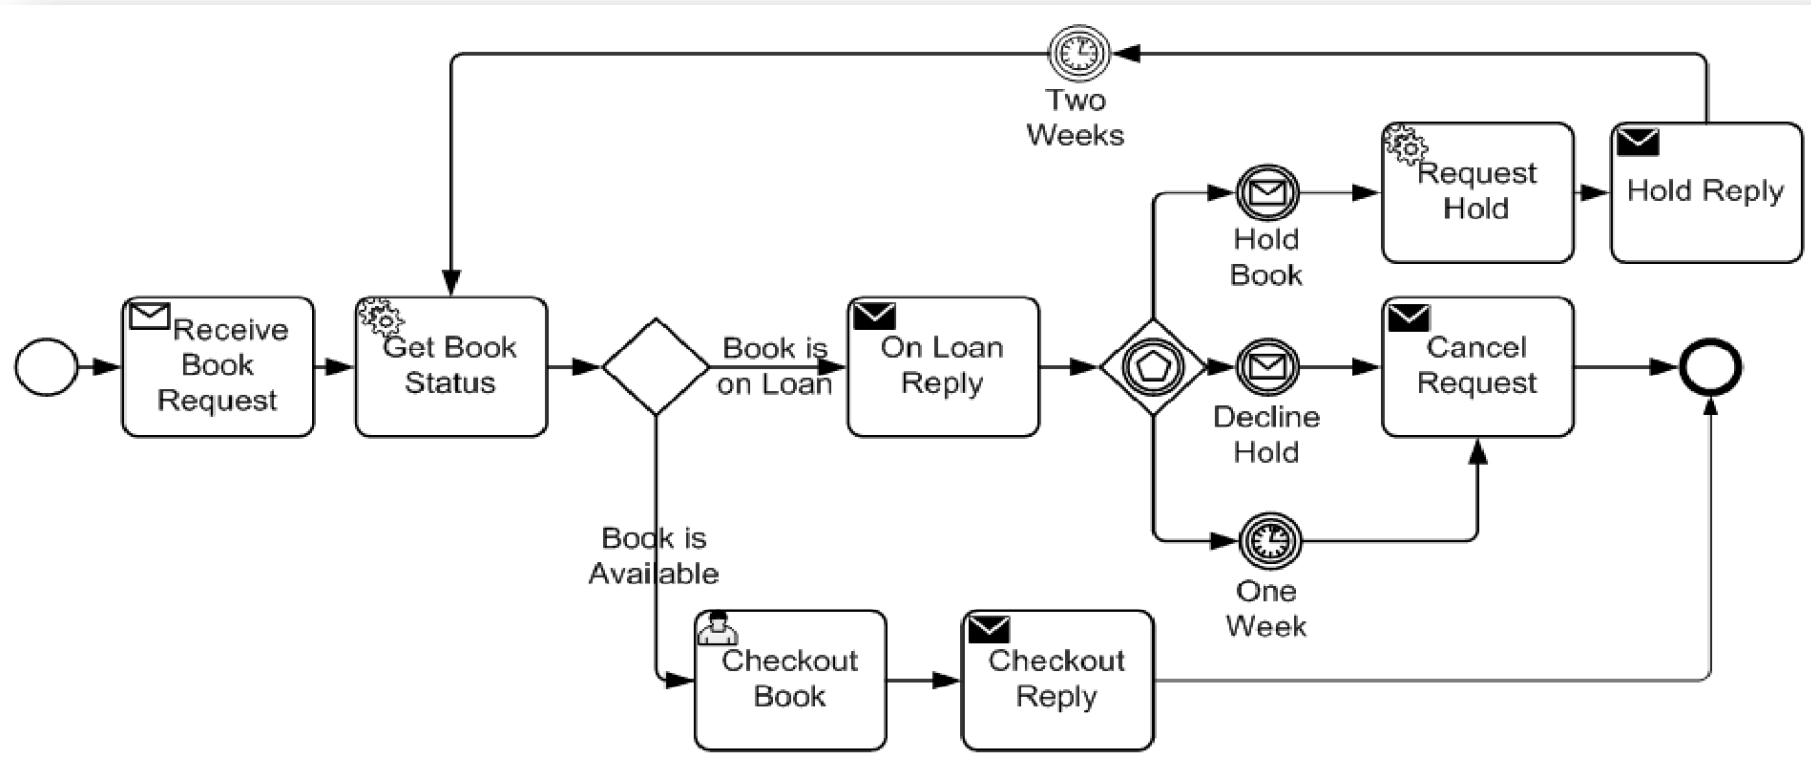 Two
Weeks
Request
Hold
Hold Reply
Hold
Book
Receive
Book
Request
Get Book
Status
Book is
on Loan
On Loan
Reply
Decline
Hold
Cancel
Request
Book is
Available
One
Week
Checkout
Book
Checkout
Reply